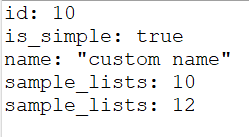 id: 10
is_simple: true
name: "custom name"
sample_lists: 10
sample_lists: 12